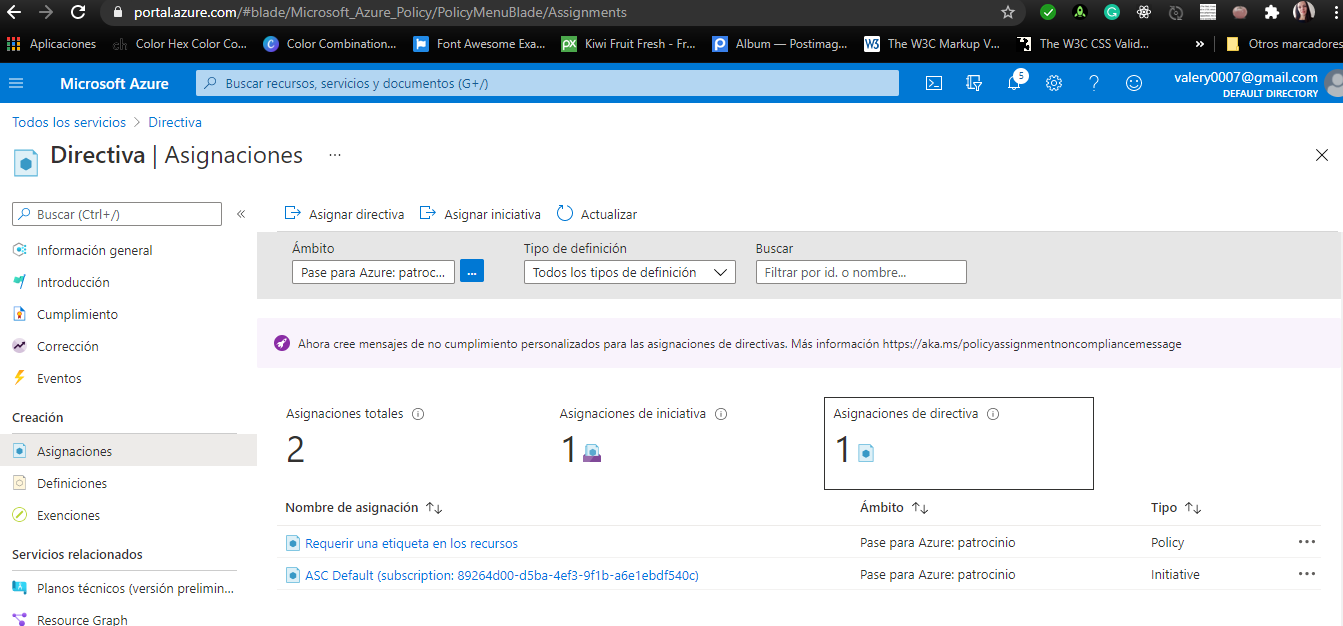 portal.azure.com/#blade/Microsoft_Azure_Policy/PolicyMenuBlade/Assignments
Aplicaciones
ch Color Hex Color Co...
C Color Combination...
Font Awesome Exa...
px Kiwi Fruit Fresh - Fr...
P Album — Postimag...
W3 The W3C Markup V...
The W3C CSS Valid...
»
Otros marcadores
Microsoft Azure
Buscar recursos, servicios y documentos (G+/)
5
valery0007@gmail.com
DEFAULT DIRECTORY
Todos los servicios > Directiva
Directiva | Asignaciones ...
Buscar (Ctrl+/) «
Asignar directiva Asignar iniciativa Actualizar
Información general
Introducción
Cumplimiento
Corrección
Eventos
Creación
Asignaciones
Definiciones
Exenciones
Servicios relacionados
Planos técnicos (versión prelimin...
Resource Graph
Ámbito Tipo de definición Buscar
Pase para Azure: patroc... ... Todos los tipos de definición Filtrar por id. o nombre...
Ahora cree mensajes de no cumplimiento personalizados para las asignaciones de directivas. Más información https://aka.ms/policyassignmentnoncompliancemessage
Asignaciones totales Asignaciones de iniciativa Asignaciones de directiva
2 1 1
Nombre de asignación ↑↓ Ámbito ↑↓ Tipo ↑↓
Requerir una etiqueta en los recursos Pase para Azure: patrocinio Policy ...
ASC Default (subscription: 89264d00-d5ba-4ef3-9f1b-a6e1ebdf540c) Pase para Azure: patrocinio Initiative ...